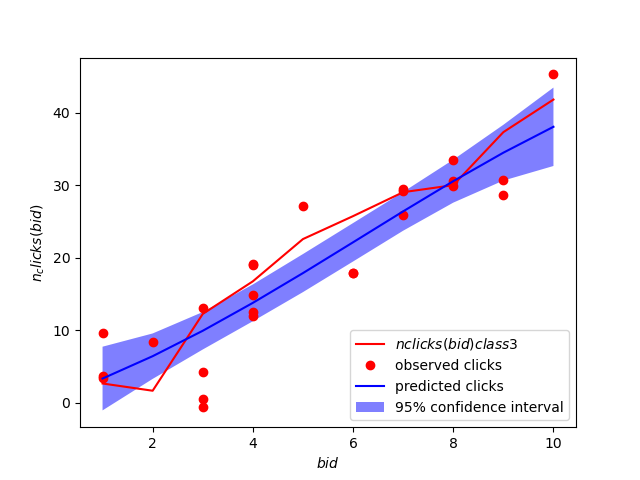 40
30
20
10
0
n_clicks(bid)
nclicks(bid)class3
observed clicks
predicted clicks
95% confidence interval
2 4 6 8 10
bid